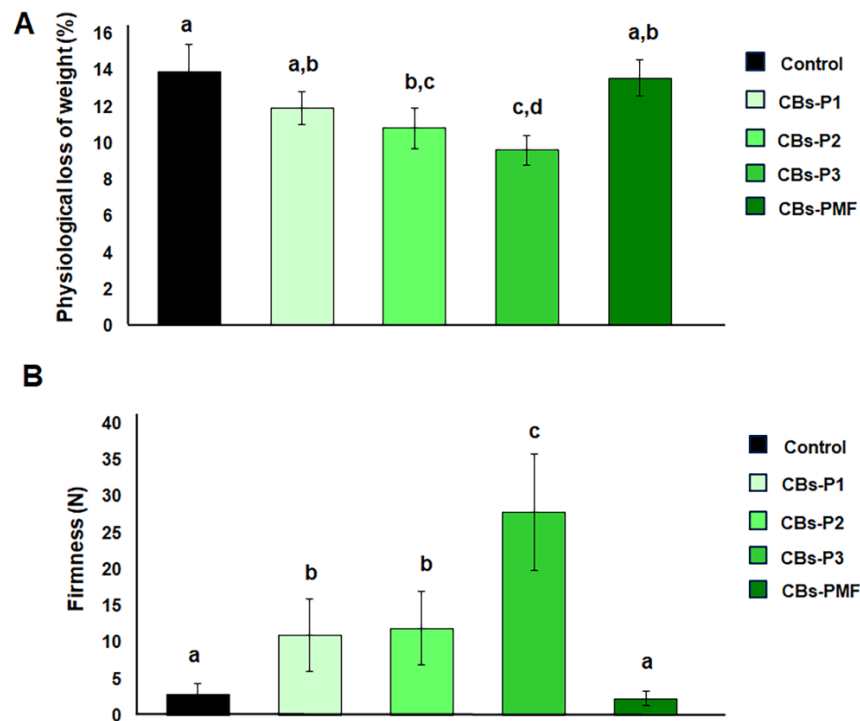 A
Physiological loss of weight (%)
16
14
12
10
8
6
4
2
0
a
a,b
b,c
c,d
a,b
Control
CBs-P1
CBs-P2
CBs-P3
CBs-PMF
B
Firmness (N)
40
35
30
25
20
15
10
5
0
a
b
b
c
a
Control
CBs-P1
CBs-P2
CBs-P3
CBs-PMF